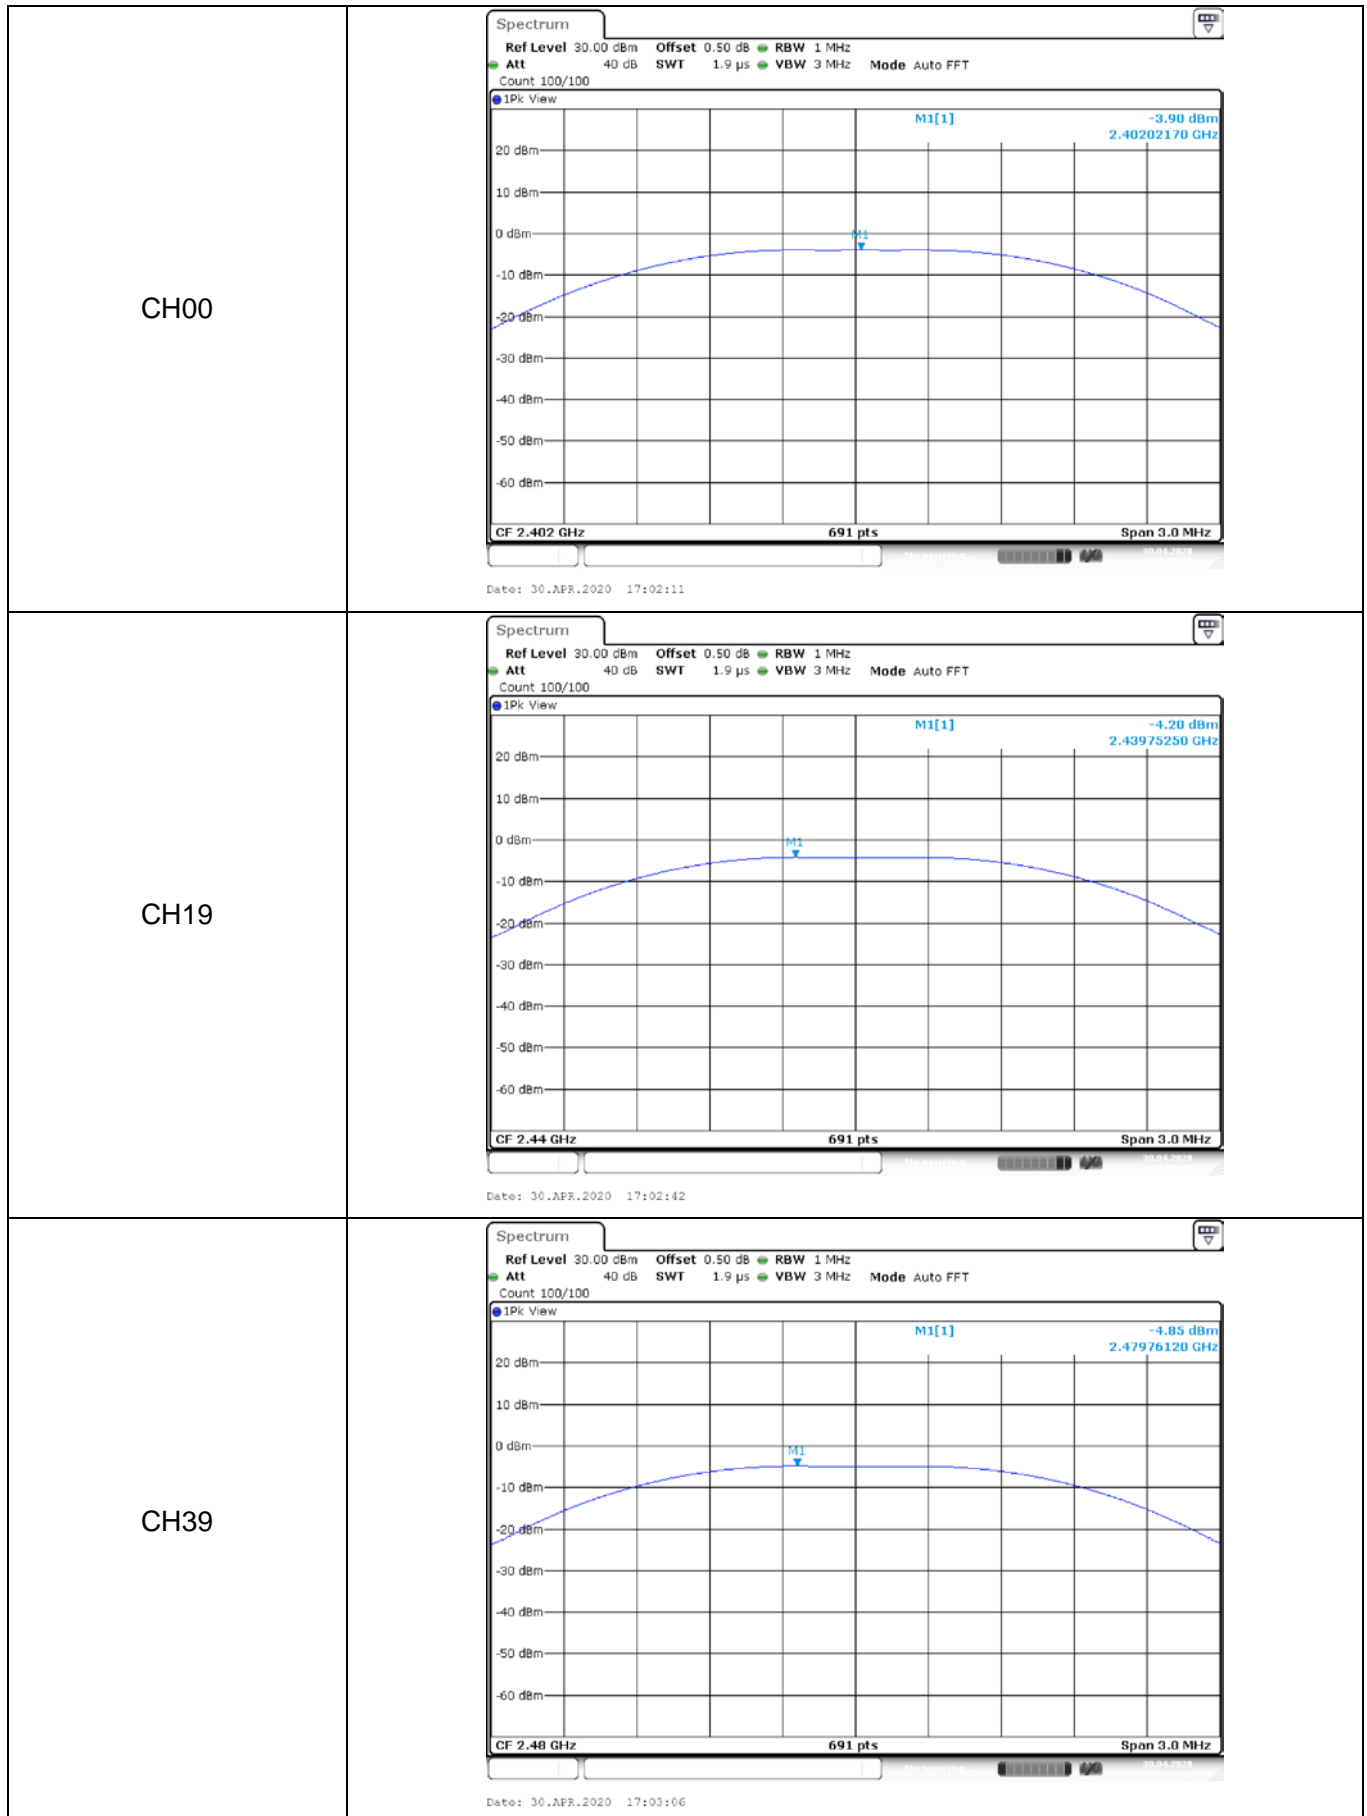 CH00
Spectrum
Ref Level 30.00 dBm Offset 0.50 dB RBW 1 MHz
Att 40 dB SWT 1.9 µs VBW 3 MHz Mode Auto FFT
Count 100/100
1Pk View
M1[1] -3.90 dBm
2.40202170 GHz
20 dBm
10 dBm
0 dBm
M1
-10 dBm
-20 dBm
-30 dBm
-40 dBm
-50 dBm
-60 dBm
CF 2.402 GHz 691 pts Span 3.0 MHz
Measuring... 30.04.2020
Date: 30.APR.2020 17:02:11
CH19
Spectrum
Ref Level 30.00 dBm Offset 0.50 dB RBW 1 MHz
Att 40 dB SWT 1.9 µs VBW 3 MHz Mode Auto FFT
Count 100/100
1Pk View
M1[1] -4.20 dBm
2.43975250 GHz
20 dBm
10 dBm
0 dBm
M1
-10 dBm
-20 dBm
-30 dBm
-40 dBm
-50 dBm
-60 dBm
CF 2.44 GHz 691 pts Span 3.0 MHz
Measuring... 30.04.2020
Date: 30.APR.2020 17:02:42
CH39
Spectrum
Ref Level 30.00 dBm Offset 0.50 dB RBW 1 MHz
Att 40 dB SWT 1.9 µs VBW 3 MHz Mode Auto FFT
Count 100/100
1Pk View
M1[1] -4.85 dBm
2.47976120 GHz
20 dBm
10 dBm
0 dBm
M1
-10 dBm
-20 dBm
-30 dBm
-40 dBm
-50 dBm
-60 dBm
CF 2.48 GHz 691 pts Span 3.0 MHz
Measuring... 30.04.2020
Date: 30.APR.2020 17:03:06